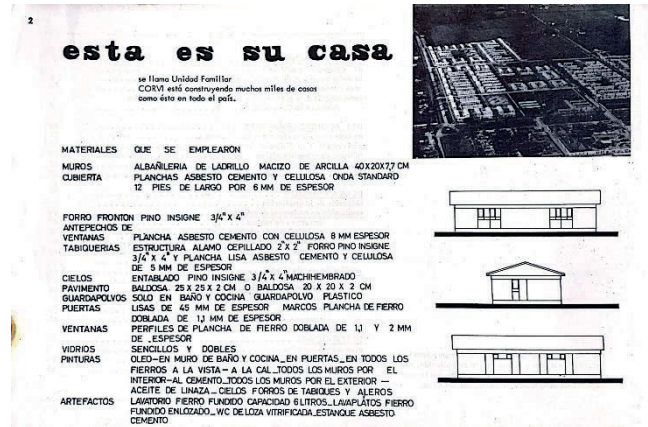 2
esta es su casa
se llama Unidad Familiar
CORVI está construyendo muchos miles de casas
como ésta en todo el país.
MATERIALES QUE SE EMPLEARON
MUROS ALBAÑILERIA DE LADRILLO MACIZO DE ARCILLA 40X20X7,7 CM
CUBIERTA PLANCHAS ASBESTO CEMENTO Y CELULOSA ONDA STANDARD
12 PIES DE LARGO POR 6 MM DE ESPESOR
FORRO FRONTON PINO INSIGNE 3/4" X 4"
ANTEPECHOS DE
VENTANAS PLANCHA ASBESTO CEMENTO CON CELULOSA 8 MM ESPESOR
TABIQUERIAS ESTRUCTURA ALAMO CEPILLADO 2"X 2" FORRO PINO INSIGNE
3/4" X 4" Y PLANCHA LISA ASBESTO CEMENTO Y CELULOSA
DE 5 MM DE ESPESOR
CIELOS ENTABLADO PINO INSIGNE 3/4 X 4" MACHIHEMBRADO
PAVIMENTO BALDOSA 25 X 25 X 2 CM O BALDOSA 20 X 20 X 2 CM
GUARDAPOLVOS SOLO EN BAÑO Y COCINA GUARDAPOLVO PLASTICO
PUERTAS LISAS DE 45 MM DE ESPESOR MARCOS PLANCHA DE FIERRO
DOBLADA DE 1,1 MM DE ESPESOR
VENTANAS PERFILES DE PLANCHA DE FIERRO DOBLADA DE 1,1 Y 2 MM
DE ESPESOR
VIDRIOS SENCILLOS Y DOBLES
PINTURAS OLEO-EN MURO DE BAÑO Y COCINA_EN PUERTAS_EN TODOS LOS
FIERROS A LA VISTA-A LA CAL_TODOS LOS MUROS POR EL
INTERIOR-AL CEMENTO_TODOS LOS MUROS POR EL EXTERIOR —
ACEITE DE LINAZA_CIELOS FORROS DE TABIQUES Y ALEROS
ARTEFACTOS LAVATORIO FIERRO FUNDIDO CAPACIDAD 6 LITROS_LAVAPLATOS FIERRO
FUNDIDO ENLOZADO_WC DE LOZA VITRIFICADA_ESTANQUE ASBESTO
CEMENTO